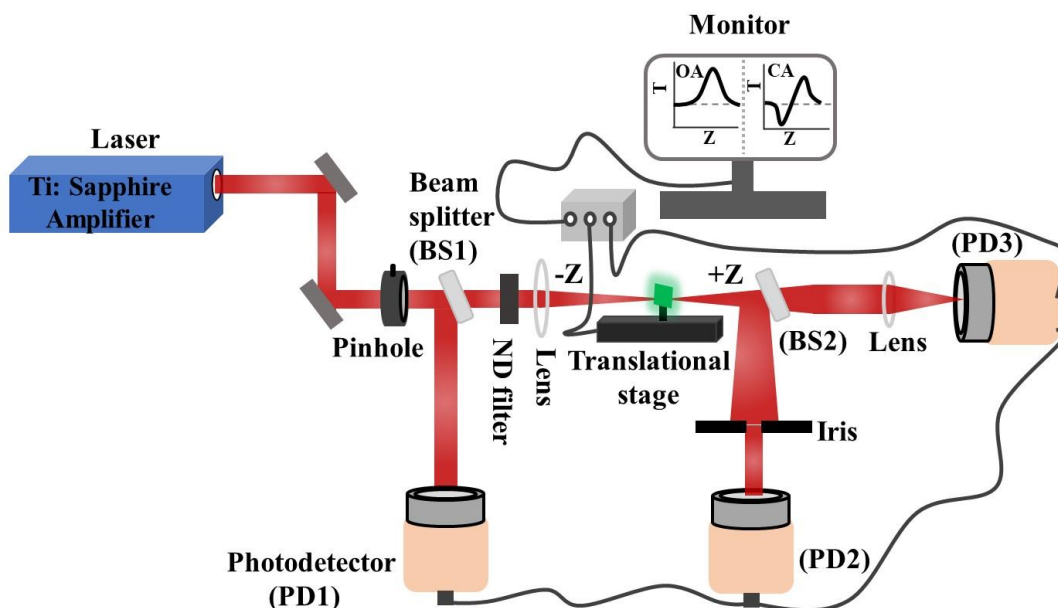 Monitor
OA
CA
T
T
Z
Z
Laser
Ti: Sapphire
Amplifier
Beam
splitter
(BS1)
-Z
+Z
(PD3)
Pinhole
ND filter
Lens
Translational
stage
(BS2)
Lens
Iris
Photodetector
(PD1)
(PD2)